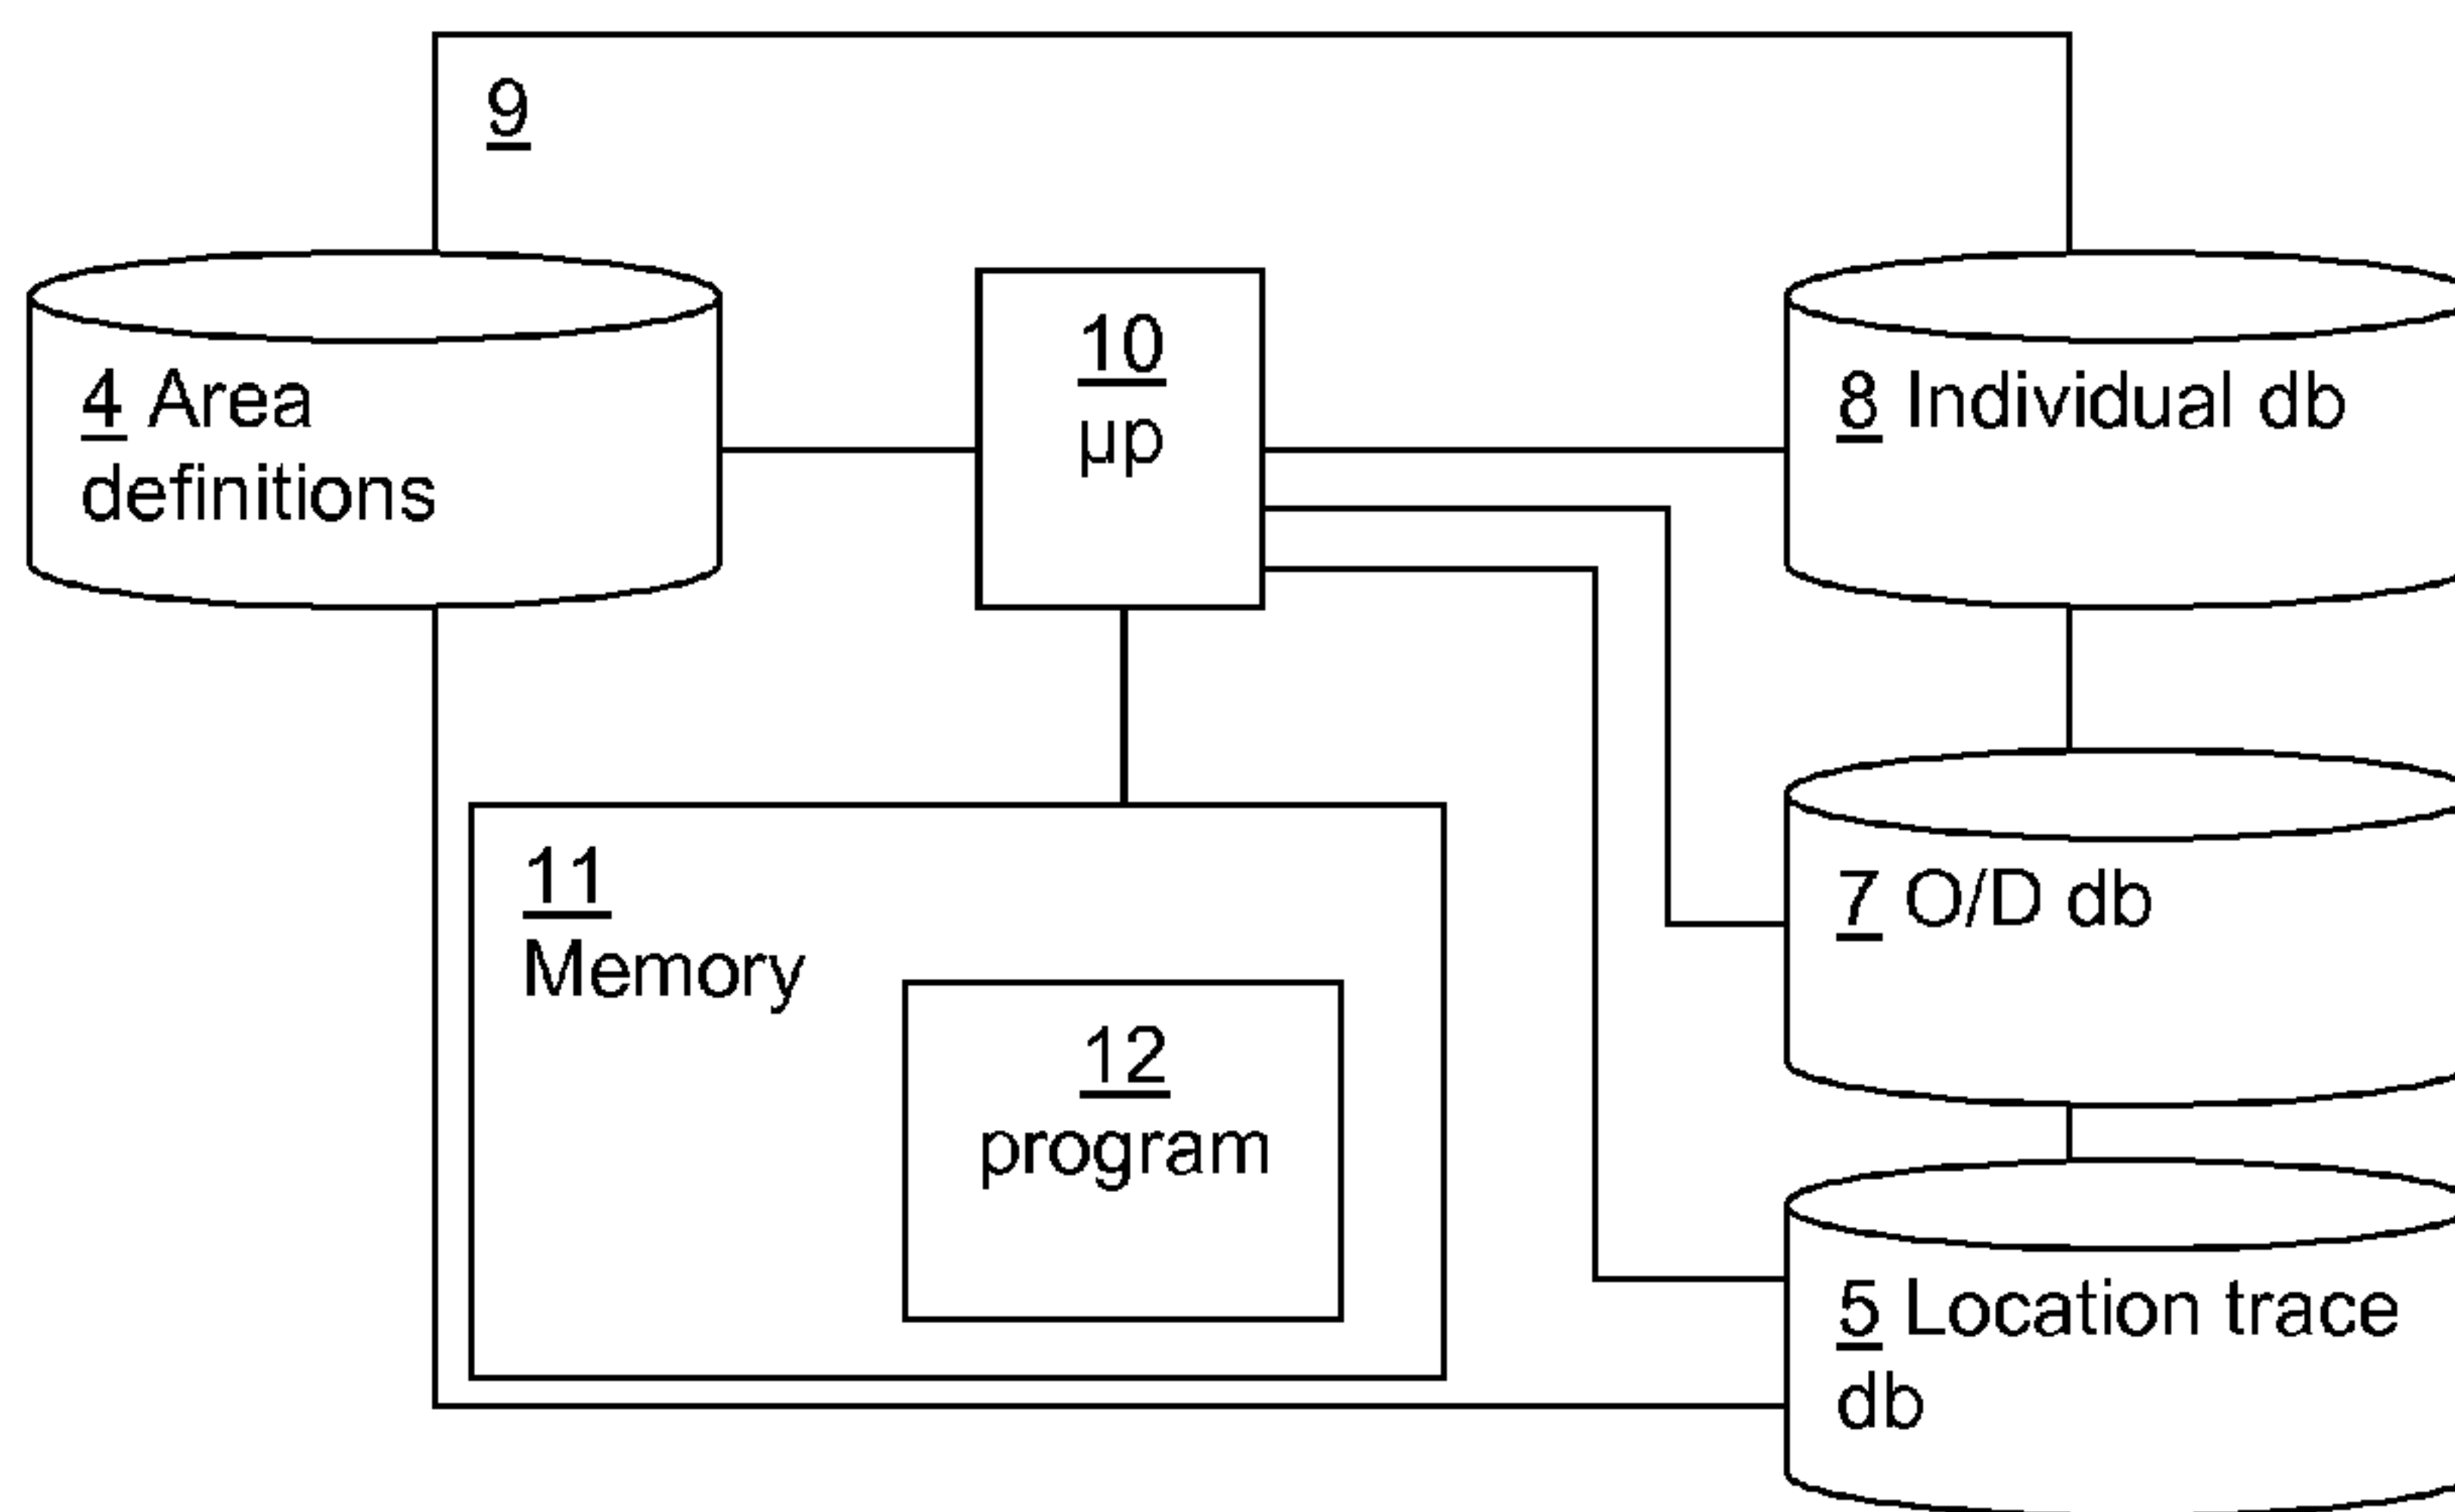 9
4 Area
definitions
10
μp
8 Individual db
11
Memory
12
program
7 O/D db
5 Location trace
db